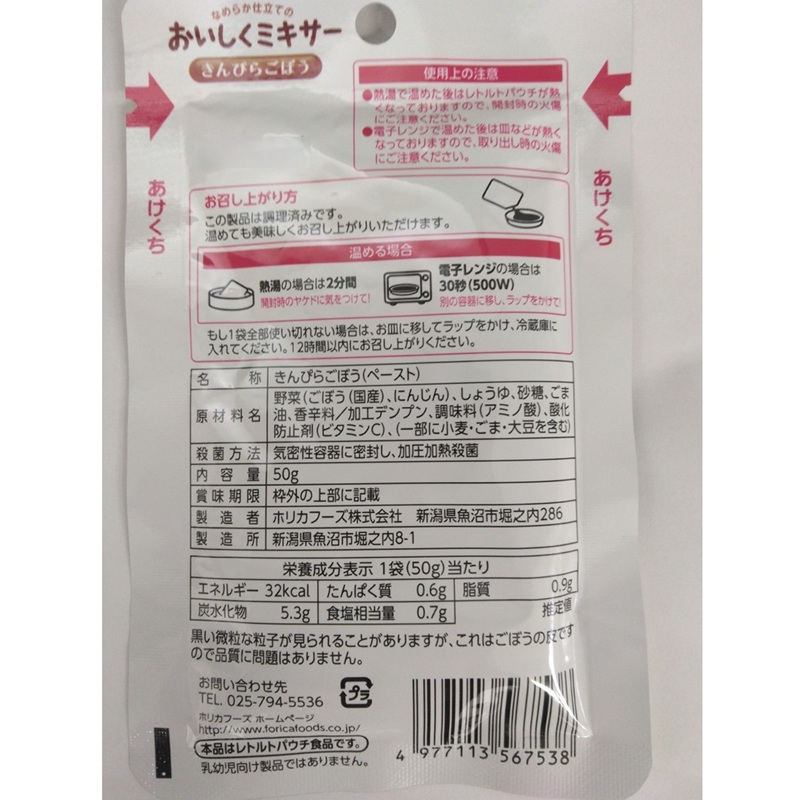 なめらか仕立ての
おいしくミキサー
きんぴらごぼう
使用上の注意
●熱湯で温めた後はレトルトパウチが熱
くなっておりますので、開封時の火傷
にご注意ください。
●電子レンジで温めた後は皿などが熱く
なっておりますので、取り出し時の火傷
にご注意ください。
あけくち
あけくち
お召し上がり方
この製品は調理済みです。
温めても美味しくお召し上がりいただけます。
温める場合
熱湯の場合は2分間
開封時のヤケドに気をつけて!
電子レンジの場合は
30秒(500W)
別の容器に移し、ラップをかけて!
もし1袋全部使い切れない場合は、お皿に移してラップをかけ、冷蔵庫に
入れてください。12時間以内にお召し上がりください。
名 称 きんぴらごぼう(ペースト)
原材料名 野菜(ごぼう(国産)、にんじん)、しょうゆ、砂糖、ごま
油、香辛料/加工デンプン、調味料(アミノ酸)、酸化
防止剤(ビタミンC)、(一部に小麦・ごま・大豆を含む)
殺菌方法 気密性容器に密封し、加圧加熱殺菌
内容量 50g
賞味期限 枠外の上部に記載
製造者 ホリカフーズ株式会社 新潟県魚沼市堀之内286
製造所 新潟県魚沼市堀之内8-1
栄養成分表示 1袋(50g)当たり
エネルギー 32kcal たんぱく質 0.6g 脂質 0.9g
炭水化物 5.3g 食塩相当量 0.7g 推定値
黒い微粒な粒子が見られることがありますが、これはごぼうの皮です
ので品質に問題はありません。
お問い合わせ先
TEL. 025-794-5536
プラ
ホリカフーズ ホームページ
http://www.foricafoods.co.jp/
本品はレトルトパウチ食品です。
乳幼児向け製品ではありません。
4 977113 567538